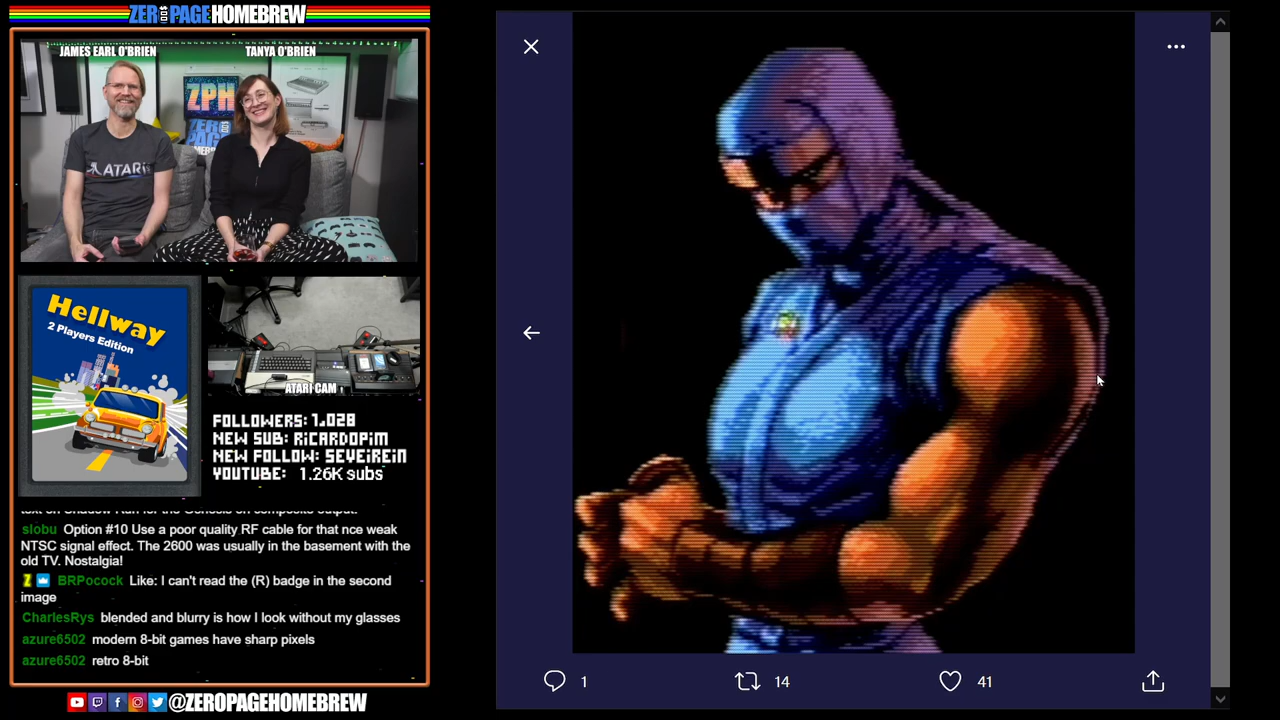 ZEROPAGEHOMEBREW
JAMES EARL O'BRIEN
TANYA O'BRIEN
ZPH
ATARI
Hellway
2 Players Edition
ATARI CAM
FOLLOWERS: 1,028
NEW SUB: RICARDOPIM
NEW FOLLOW: SEVEIREIN
YOUTUBE: 1.26K subs
slobu Option #10 Use a poor quality RF cable for that nce weak
NTSC signal effect. The 2600 was usually in the basement with the
old TV. Nostalgia!
Z BRPocock Like: I can't read the (R) badge in the second
image
CharlesRys blended and blurry is how I look without my glasses
azure6502 modern 8-bit games have sharp pixels
azure6502 retro 8-bit
@ZEROPAGEHOMEBREW
1
14
41